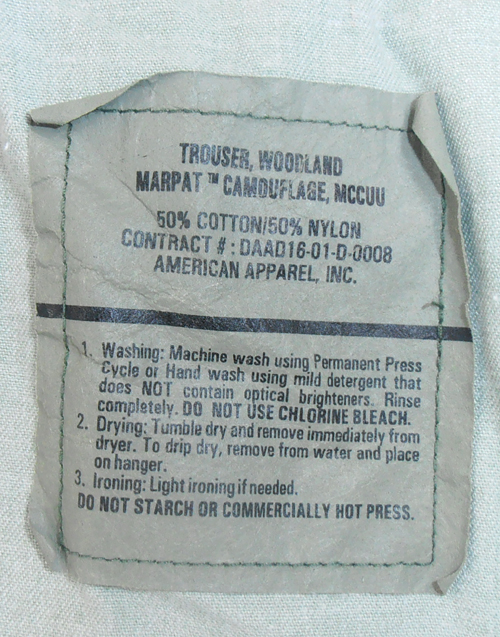 TROUSER, WOODLAND
MARPAT™ CAMOUFLAGE, MCCUU
50% COTTON/50% NYLON
CONTRACT #: DAAD16-01-D-0008
AMERICAN APPAREL, INC.
1. Washing: Machine wash using Permanent Press
Cycle or Hand wash using mild detergent that
does NOT contain optical brighteners. Rinse
completely. DO NOT USE CHLORINE BLEACH.
2. Drying: Tumble dry and remove immediately from
dryer. To drip dry, remove from water and place
on hanger.
3. Ironing: Light ironing if needed.
DO NOT STARCH OR COMMERCIALLY HOT PRESS.